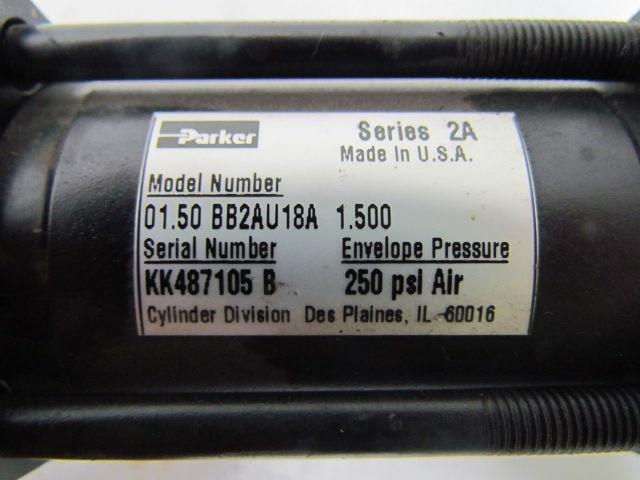 Parker Series 2A
Made In U.S.A.
Model Number
01.50 BB2AU18A 1.500
Serial Number Envelope Pressure
KK487105 B 250 psi Air
Cylinder Division Des Plaines, IL 60016